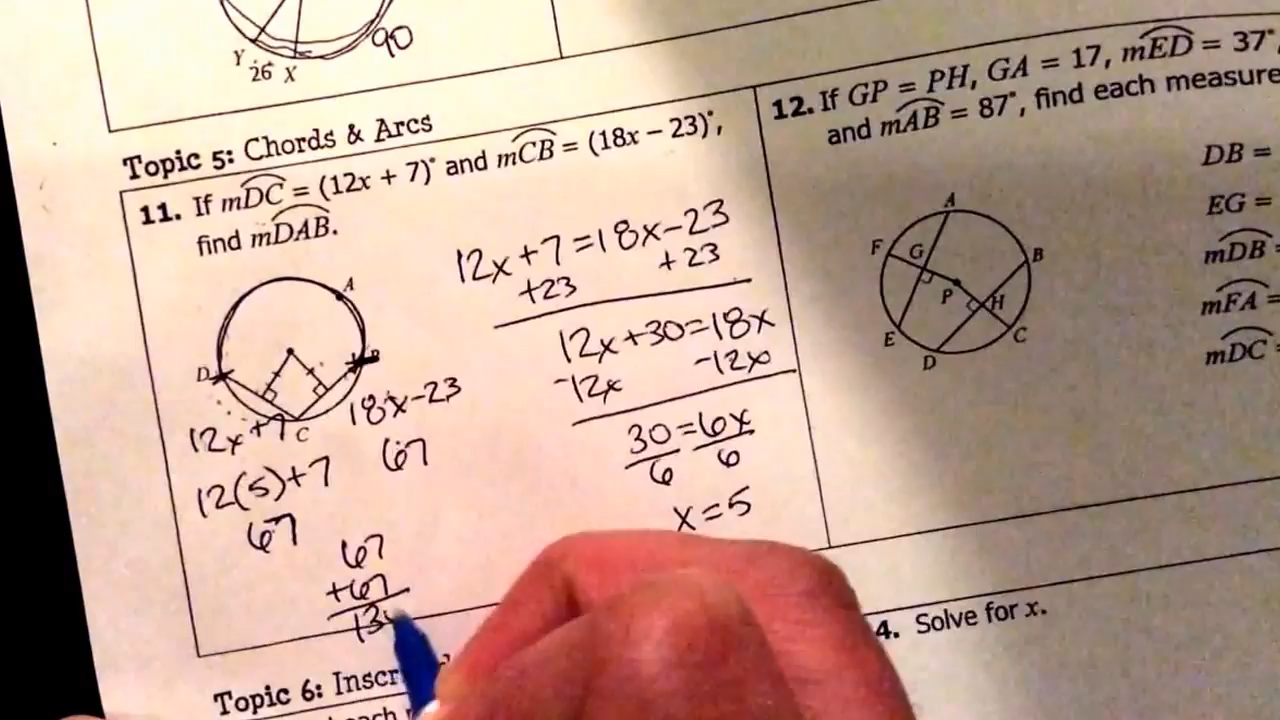 90
Y 26 X
Topic 5: Chords & Arcs
11. If mDC = (12x + 7)° and mCB = (18x − 23)°,
find mDAB.
12x+7=18x-23
+23 +23
12x+30=18x
-12x -12x
30=6x
6 6
x=5
A
D B
C
12x+7 18x-23
12(5)+7 67
67
67
+67
12. If GP = PH, GA = 17, mED = 37°,
and mAB = 87°, find each measure
DB =
EG =
mDB =
mFA =
mDC =
A
F G B
P H
E C
D
4. Solve for x.
Topic 6: